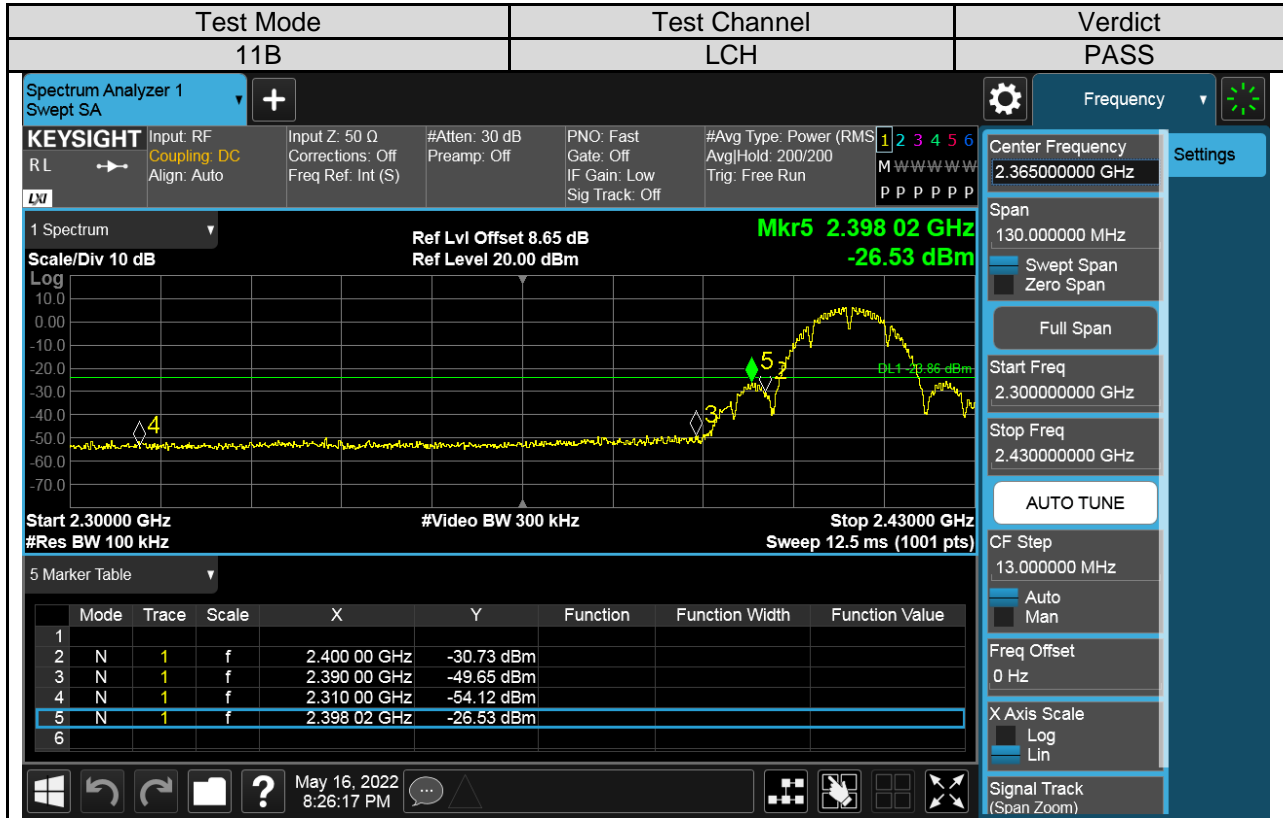 Test Mode Test Channel Verdict
11B LCH PASS
Spectrum Analyzer 1
Swept SA
Frequency
KEYSIGHT Input: RF Input Z: 50 Ω #Atten: 30 dB PNO: Fast #Avg Type: Power (RMS 1 2 3 4 5 6
RL Coupling: DC Corrections: Off Preamp: Off Gate: Off Avg|Hold: 200/200 M W W W W W
Align: Auto Freq Ref: Int (S) IF Gain: Low Trig: Free Run
LXI Sig Track: Off P P P P P P
1 Spectrum Ref Lvl Offset 8.65 dB Mkr5 2.398 02 GHz
Scale/Div 10 dB Ref Level 20.00 dBm -26.53 dBm
Log
10.0
0.00
-10.0
-20.0
-30.0
-40.0
-50.0
-60.0
-70.0
5
2
DL1 -23.86 dBm
3
4
Start 2.30000 GHz #Video BW 300 kHz Stop 2.43000 GHz
#Res BW 100 kHz Sweep 12.5 ms (1001 pts)
5 Marker Table
Mode Trace Scale X Y Function Function Width Function Value
1
2 N 1 f 2.400 00 GHz -30.73 dBm
3 N 1 f 2.390 00 GHz -49.65 dBm
4 N 1 f 2.310 00 GHz -54.12 dBm
5 N 1 f 2.398 02 GHz -26.53 dBm
6
?
May 16, 2022
8:26:17 PM
Center Frequency
2.365000000 GHz
Settings
Span
130.000000 MHz
Swept Span
Zero Span
Full Span
Start Freq
2.300000000 GHz
Stop Freq
2.430000000 GHz
AUTO TUNE
CF Step
13.000000 MHz
Auto
Man
Freq Offset
0 Hz
X Axis Scale
Log
Lin
Signal Track
(Span Zoom)